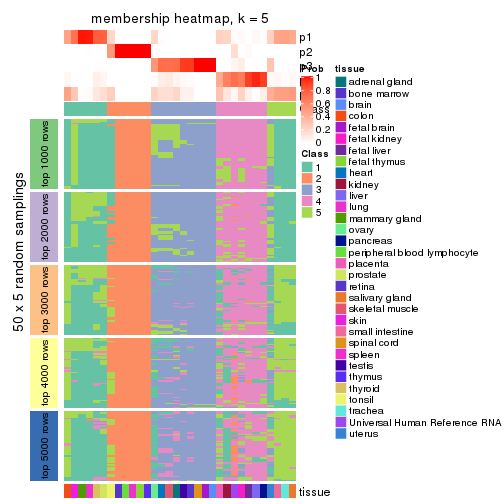 membership heatmap, k = 5
p1
p2
p3
Prob
1
0.8
0.6
0.4
0.2
0
Class
Class
1
2
3
4
5
50 x 5 random samplings
top 1000 rows
top 2000 rows
top 3000 rows
top 4000 rows
top 5000 rows
tissue
tissue
adrenal gland
bone marrow
brain
colon
fetal brain
fetal kidney
fetal liver
fetal thymus
heart
kidney
liver
lung
mammary gland
ovary
pancreas
peripheral blood lymphocyte
placenta
prostate
retina
salivary gland
skeletal muscle
skin
small intestine
spinal cord
spleen
testis
thymus
thyroid
tonsil
trachea
Universal Human Reference RNA
uterus